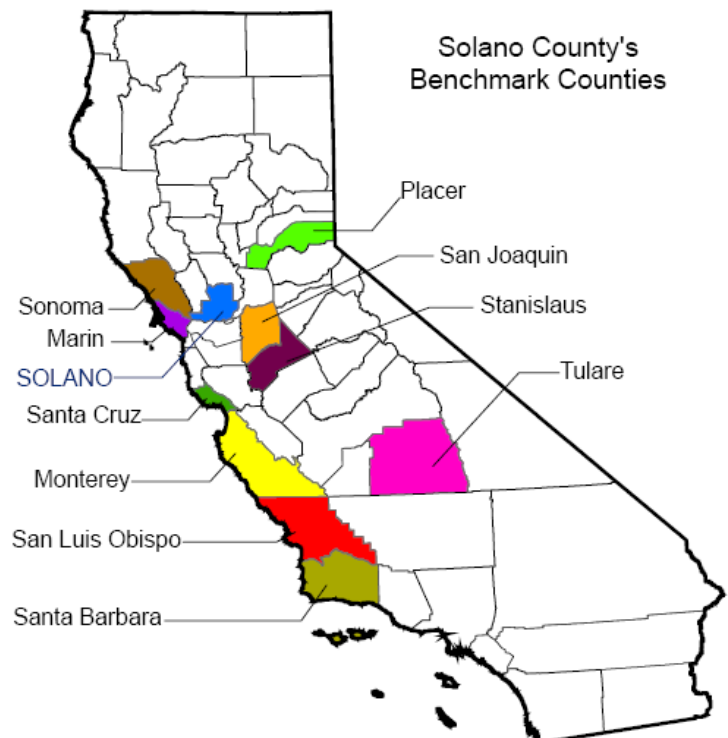 Solano County's
Benchmark Counties
Placer
San Joaquin
Sonoma
Stanislaus
Marin
SOLANO
Tulare
Santa Cruz
Monterey
San Luis Obispo
Santa Barbara